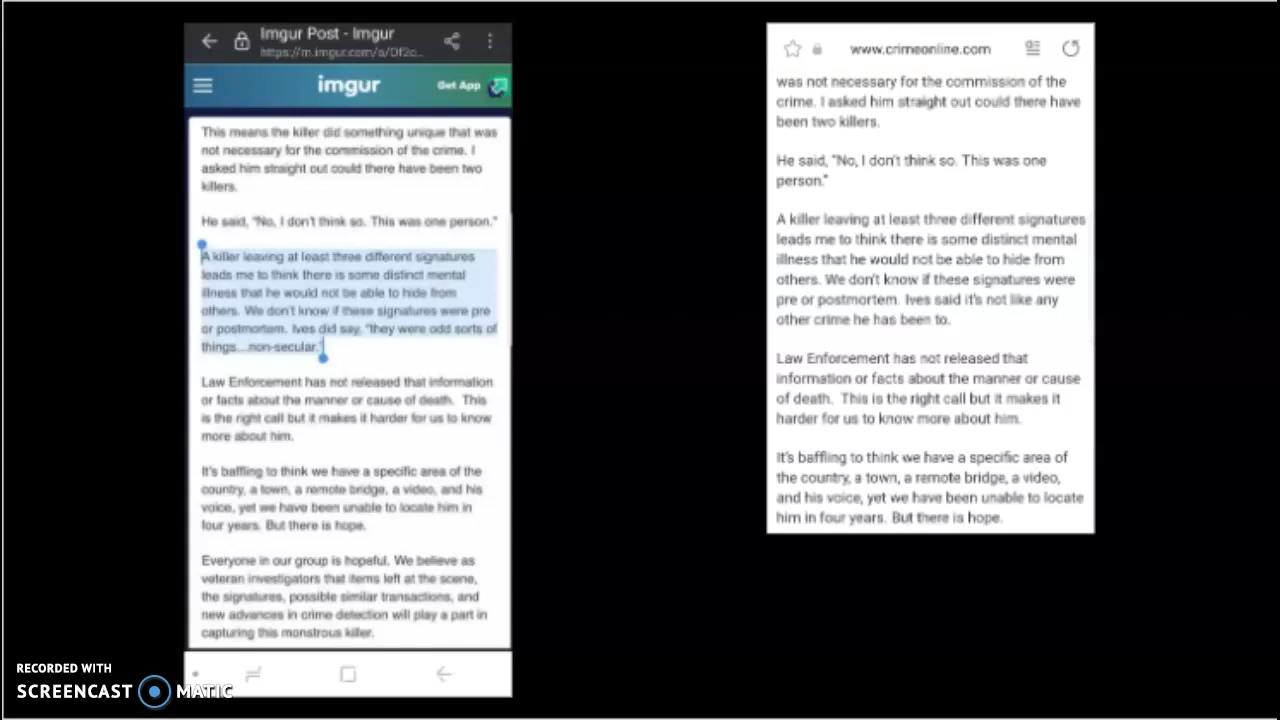 Imgur Post - Imgur
https://m.imgur.com/a/Df2c...
imgur
Get App
This means the killer did something unique that was
not necessary for the commission of the crime. I
asked him straight out could there have been two
killers.
He said, "No, I don't think so. This was one person."
A killer leaving at least three different signatures
leads me to think there is some distinct mental
illness that he would not be able to hide from
others. We don't know if these signatures were pre
or postmortem. Ives did say, "they were odd sorts of
things...non-secular."
Law Enforcement has not released that information
or facts about the manner or cause of death. This
is the right call but it makes it harder for us to know
more about him.
It's baffling to think we have a specific area of the
country, a town, a remote bridge, a video, and his
voice, yet we have been unable to locate him in
four years. But there is hope.
Everyone in our group is hopeful. We believe as
veteran investigators that items left at the scene,
the signatures, possible similar transactions, and
new advances in crime detection will play a part in
capturing this monstrous killer.
www.crimeonline.com
was not necessary for the commission of the
crime. I asked him straight out could there have
been two killers.
He said, "No, I don't think so. This was one
person."
A killer leaving at least three different signatures
leads me to think there is some distinct mental
illness that he would not be able to hide from
others. We don't know if these signatures were
pre or postmortem. Ives said it's not like any
other crime he has been to.
Law Enforcement has not released that
information or facts about the manner or cause
of death. This is the right call but it makes it
harder for us to know more about him.
It's baffling to think we have a specific area of
the country, a town, a remote bridge, a video,
and his voice, yet we have been unable to locate
him in four years. But there is hope.
RECORDED WITH
SCREENCAST MATIC